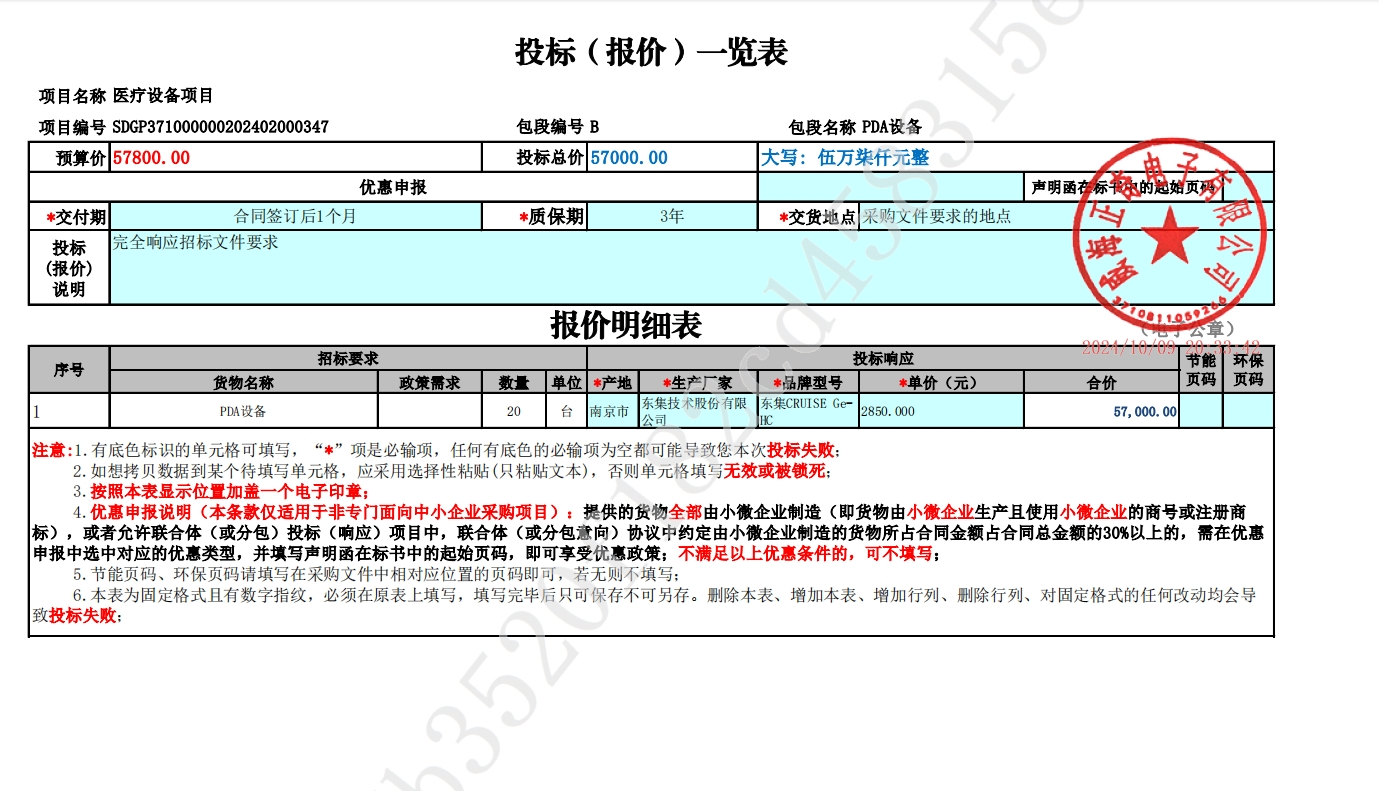 投标（报价）一览表
项目名称 医疗设备项目
项目编号 SDGP371000000202402000347 包段编号 B 包段名称 PDA设备
预算价 57800.00 投标总价 57000.00 大写: 伍万柒仟元整
优惠申报 声明函在标书中的起始页码
*交付期 合同签订后1个月 *质保期 3年 *交货地点 采购文件要求的地点
投标(报价)说明 完全响应招标文件要求
威海正奇电子有限公司
3710811059266
报价明细表
（电子公章）
2024/10/09 20:33:42
序号 招标要求 投标响应 节能页码 环保页码
货物名称 政策需求 数量 单位 *产地 *生产厂家 *品牌型号 *单价（元） 合价
1 PDA设备 20 台 南京市 东集技术股份有限公司 东集CRUISE Ge-HC 2850.000 57,000.00
注意:1.有底色标识的单元格可填写，“*”项是必输项，任何有底色的必输项为空都可能导致您本次投标失败;
2.如想拷贝数据到某个待填写单元格，应采用选择性粘贴(只粘贴文本)，否则单元格填写无效或被锁死;
3.按照本表显示位置加盖一个电子印章;
4.优惠申报说明（本条款仅适用于非专门面向中小企业采购项目）: 提供的货物全部由小微企业制造（即货物由小微企业生产且使用小微企业的商号或注册商
标），或者允许联合体（或分包）投标（响应）项目中，联合体（或分包意向）协议中约定由小微企业制造的货物所占合同金额占合同总金额的30%以上的，需在优惠
申报中选中对应的优惠类型，并填写声明函在标书中的起始页码，即可享受优惠政策; 不满足以上优惠条件的，可不填写;
5.节能页码、环保页码请填写在采购文件中相对应位置的页码即可，若无则不填写;
6.本表为固定格式且有数字指纹，必须在原表上填写，填写完毕后只可保存不可另存。删除本表、增加本表、增加行列、删除行列、对固定格式的任何改动均会导
致投标失败;